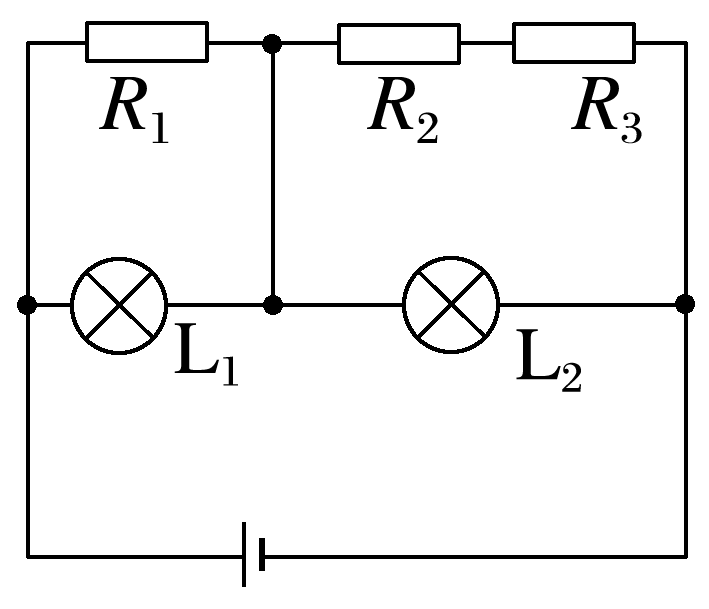 R₁ R₂ R₃
L₁ L₂